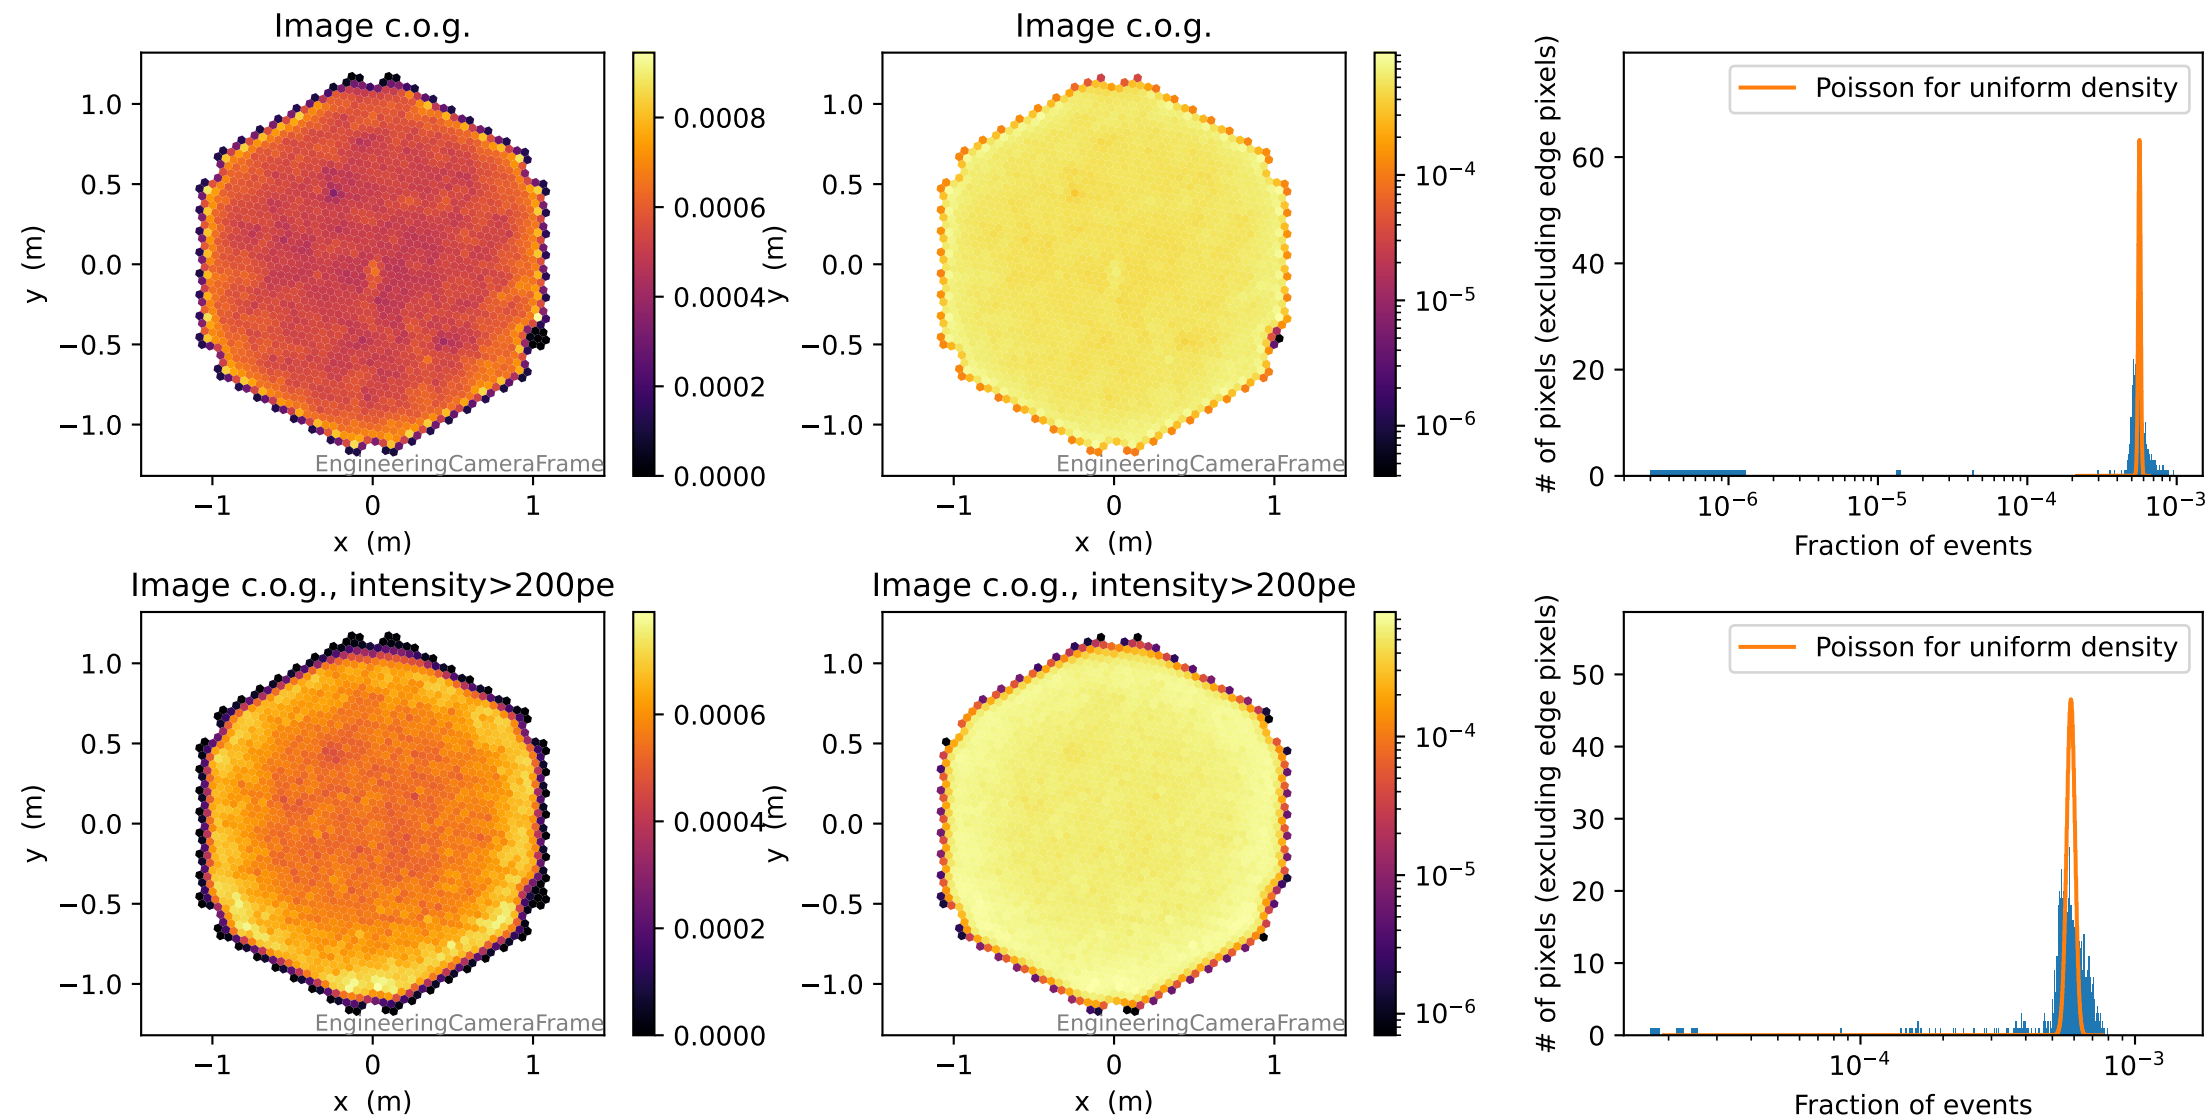 Image c.o.g.
1.0
0.5
0.0
−0.5
−1.0
y (m)
−1 0 1
x (m)
EngineeringCameraFrame
0.0008
0.0006
0.0004
0.0002
0.0000
Image c.o.g.
1.0
0.5
0.0
−0.5
−1.0
y (m)
−1 0 1
x (m)
EngineeringCameraFrame
10⁻⁴
10⁻⁵
10⁻⁶
Poisson for uniform density
60
40
20
0
# of pixels (excluding edge pixels)
10⁻⁶ 10⁻⁵ 10⁻⁴ 10⁻³
Fraction of events
Image c.o.g., intensity>200pe
1.0
0.5
0.0
−0.5
−1.0
y (m)
−1 0 1
x (m)
EngineeringCameraFrame
0.0006
0.0004
0.0002
0.0000
Image c.o.g., intensity>200pe
1.0
0.5
0.0
−0.5
−1.0
y (m)
−1 0 1
x (m)
EngineeringCameraFrame
10⁻⁴
10⁻⁵
10⁻⁶
Poisson for uniform density
50
40
30
20
10
0
# of pixels (excluding edge pixels)
10⁻⁴ 10⁻³
Fraction of events